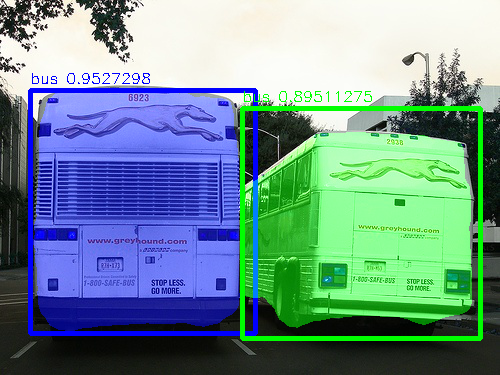 bus 0.9527298
bus 0.89511275
6923
2938
www.greyhound.com
www.greyhound.com
1-800-SAFE-BUS
STOP LESS.
GO MORE.
1-800-SAFE-BUS
STOP LESS.
GO MORE.